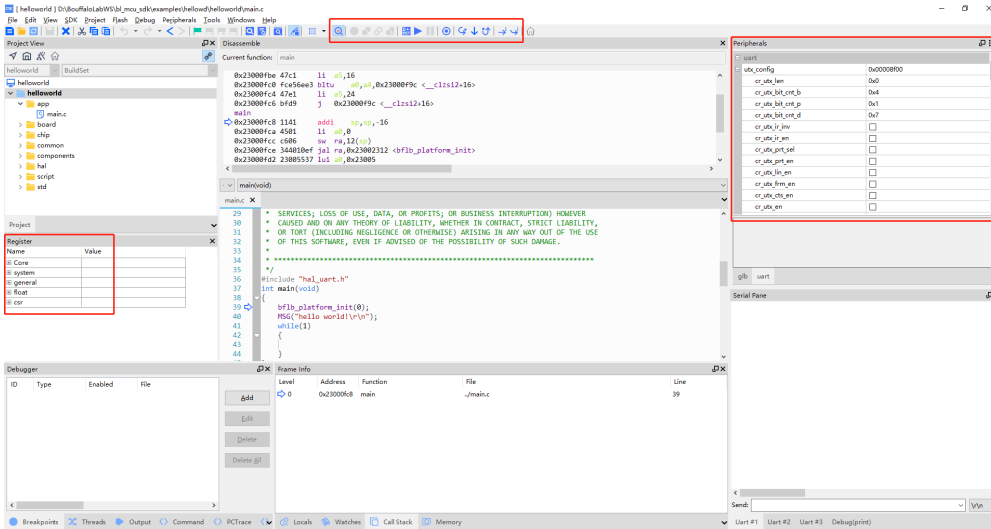 [ helloworld ] D:\BouffaloLabWS\bl_mcu_sdk\examples\hellowd\helloworld\main.c
File Edit View SDK Project Flash Debug Peripherals Tools Windows Help
Project View
helloworld
BuildSet
helloworld
helloworld
app
main.c
board
chip
common
components
hal
script
std
Project
Register
Name Value
Core
system
general
float
csr
Disassemble
Current function: main
0x23000fbe 47c1 li a5,16
0x23000fc0 fce56ee3 bltu a0,a4,0x23000f9c <__clzsi2+16>
0x23000fc4 47e1 li a5,24
0x23000fc6 bfd9 j 0x23000f9c <__clzsi2+16>
main
0x23000fc8 1141 addi sp,sp,-16
0x23000fca 4501 li a0,0
0x23000fcc c606 sw ra,12(sp)
0x23000fce 344010ef jal ra,0x23002312 <bflb_platform_init>
0x23000fd2 23005537 lui a0,0x23005
main(void)
main.c
29 * SERVICES; LOSS OF USE, DATA, OR PROFITS; OR BUSINESS INTERRUPTION) HOWEVER
30 * CAUSED AND ON ANY THEORY OF LIABILITY, WHETHER IN CONTRACT, STRICT LIABILITY,
31 * OR TORT (INCLUDING NEGLIGENCE OR OTHERWISE) ARISING IN ANY WAY OUT OF THE USE
32 * OF THIS SOFTWARE, EVEN IF ADVISED OF THE POSSIBILITY OF SUCH DAMAGE.
33 *
34 * ******************************************************************************
35 */
36 #include "hal_uart.h"
37 int main(void)
38 {
39 bflb_platform_init(0);
40 MSG("hello world!\r\n");
41 while(1)
42 {
43
44 }
Peripherals
uart
utx_config 0x00008f00
cr_utx_len 0x0
cr_utx_bit_cnt_b 0x4
cr_utx_bit_cnt_p 0x1
cr_utx_bit_cnt_d 0x7
cr_utx_ir_inv
cr_utx_ir_en
cr_utx_prt_sel
cr_utx_prt_en
cr_utx_lin_en
cr_utx_frm_en
cr_utx_cts_en
cr_utx_en
glb uart
Serial Pane
Send: \r\n
Uart #1 Uart #2 Uart #3 Debug(print)
Debugger
ID Type Enabled File
Add
Edit
Delete
Delete All
Breakpoints Threads Output Command PCTrace
Frame Info
Level Address Function File Line
0 0x23000fc8 main ../main.c 39
Locals Watches Call Stack Memory